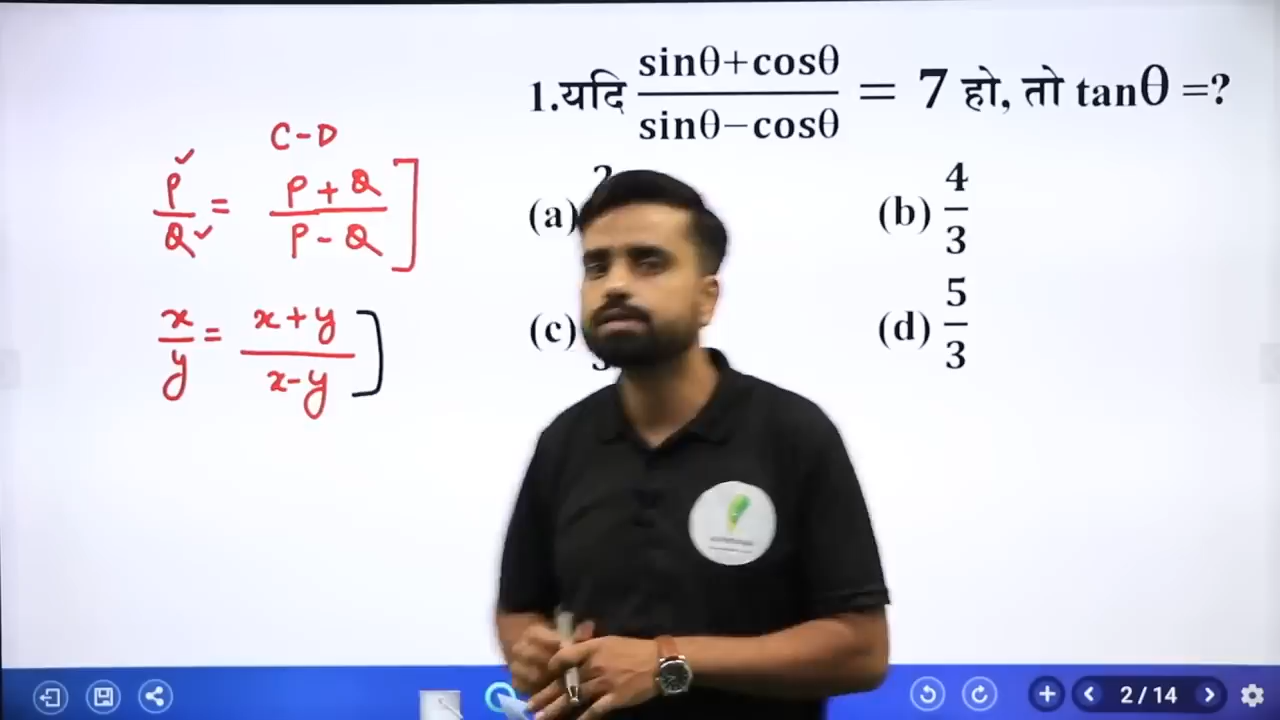 1.यदि (sinθ+cosθ)/(sinθ−cosθ) = 7 हो, तो tanθ =?
C-D
P/Q = (P+Q)/(P-Q)
(a)
(b) 4/3
x/y = (x+y)/(x-y)
(c)
(d) 5/3
2 / 14